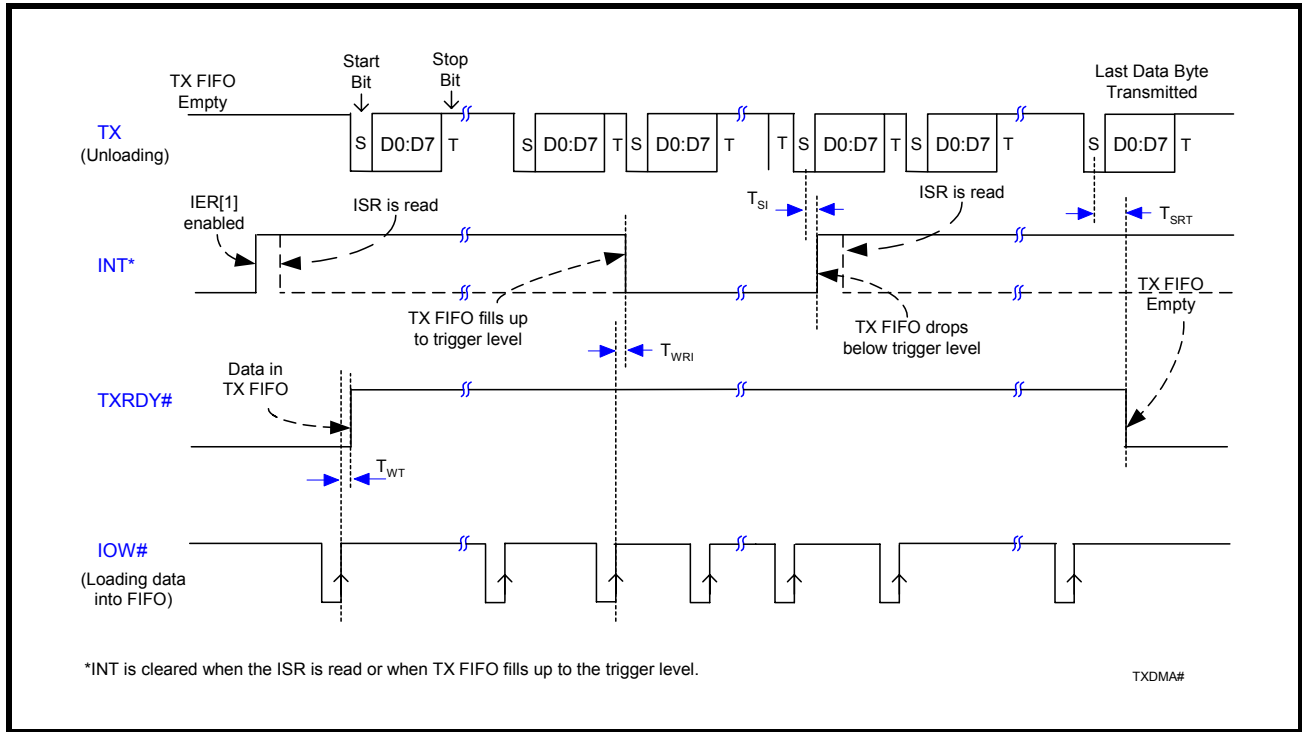 Start
Bit
Stop
Bit
TX FIFO
Empty
Last Data Byte
Transmitted
TX
(Unloading)
S D0:D7 T
S D0:D7 T S D0:D7 T
T S D0:D7 T S D0:D7 T
S D0:D7 T
IER[1]
enabled
ISR is read
TSI
ISR is read
TSRT
INT*
TX FIFO fills up
to trigger level
TX FIFO drops
below trigger level
TX FIFO
Empty
TWRI
Data in
TX FIFO
TXRDY#
TWT
IOW#
(Loading data
into FIFO)
*INT is cleared when the ISR is read or when TX FIFO fills up to the trigger level.
TXDMA#